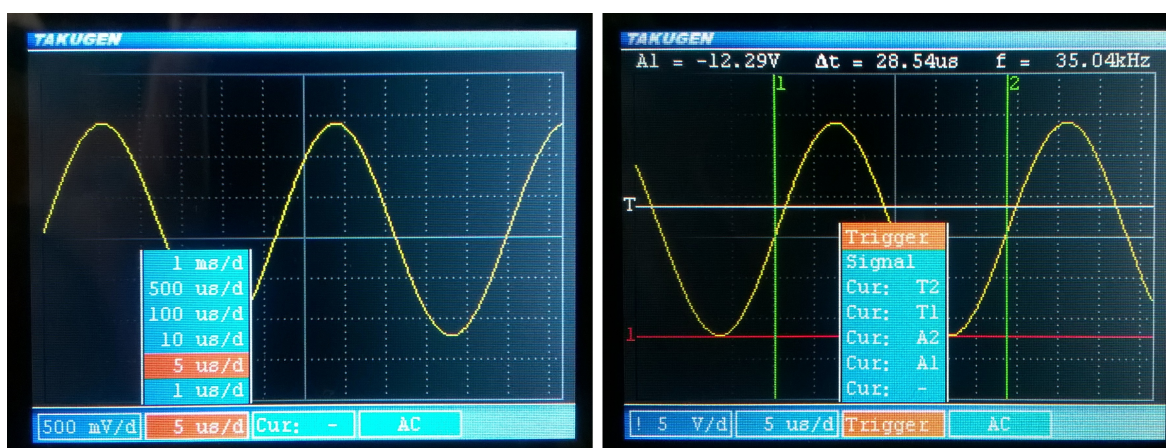 TAKUGEN
1 ms/d
500 us/d
100 us/d
10 us/d
5 us/d
1 us/d
500 mV/d 5 us/d Cur: - AC
TAKUGEN
A1 = -12.29V Δt = 28.54us f = 35.04kHz
1 2
T
Trigger
Signal
Cur: T2
Cur: T1
Cur: A2
1
Cur: A1
Cur: -
! 5 V/d 5 us/d Trigger AC